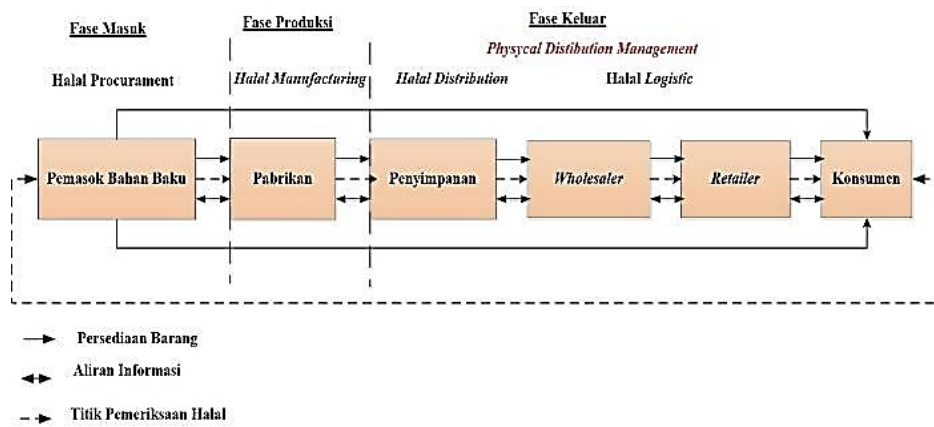 Fase Masuk
Fase Produksi
Fase Keluar
Physycal Distibution Management
Halal Procurament
Halal Manufacturing
Halal Distribution
Halal Logistic
Pemasok Bahan Baku
Pabrikan
Penyimpanan
Wholesaler
Retailer
Konsumen
Persediaan Barang
Aliran Informasi
Titik Pemeriksaan Halal